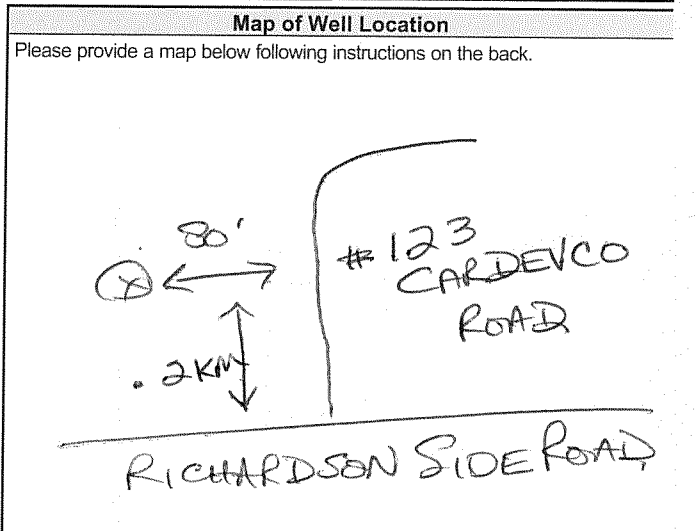 Map of Well Location
Please provide a map below following instructions on the back.
80'
# 123
CARDEVCO
ROAD
.2KM
RICHARDSON SIDE ROAD